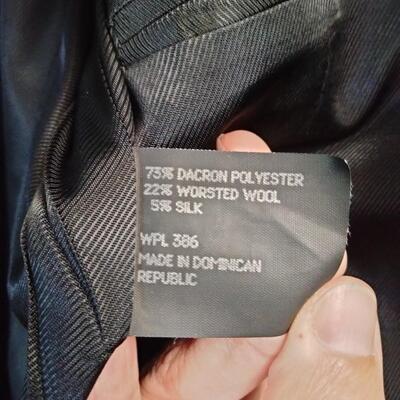 73% DACRON POLYESTER
22% WORSTED WOOL
5% SILK
WPL 386
MADE IN DOMINICAN
REPUBLIC